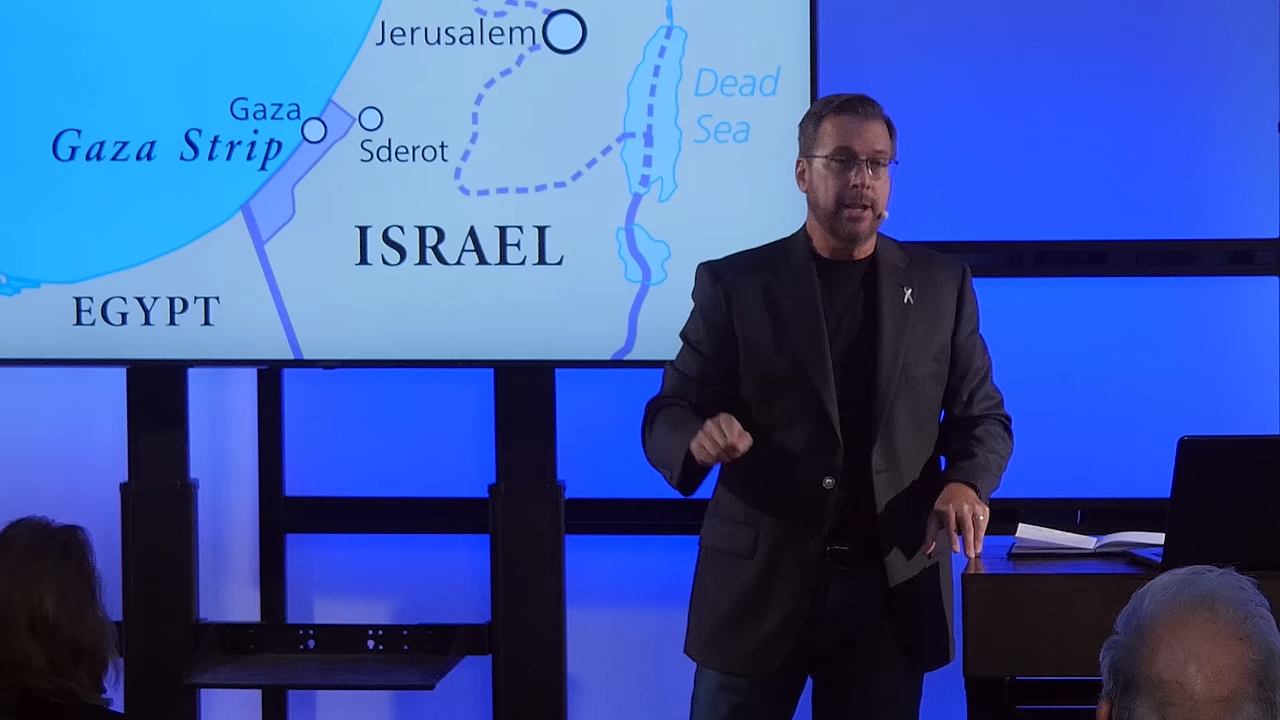 Jerusalem
Dead
Sea
Gaza
Gaza Strip
Sderot
ISRAEL
EGYPT